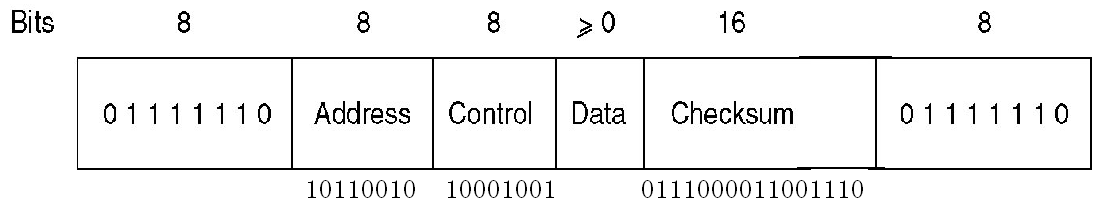 Bits 8 8 8 ⩾ 0 16 8
0 1 1 1 1 1 1 0 Address Control Data Checksum 0 1 1 1 1 1 1 0
10110010 10001001 0111000011001110